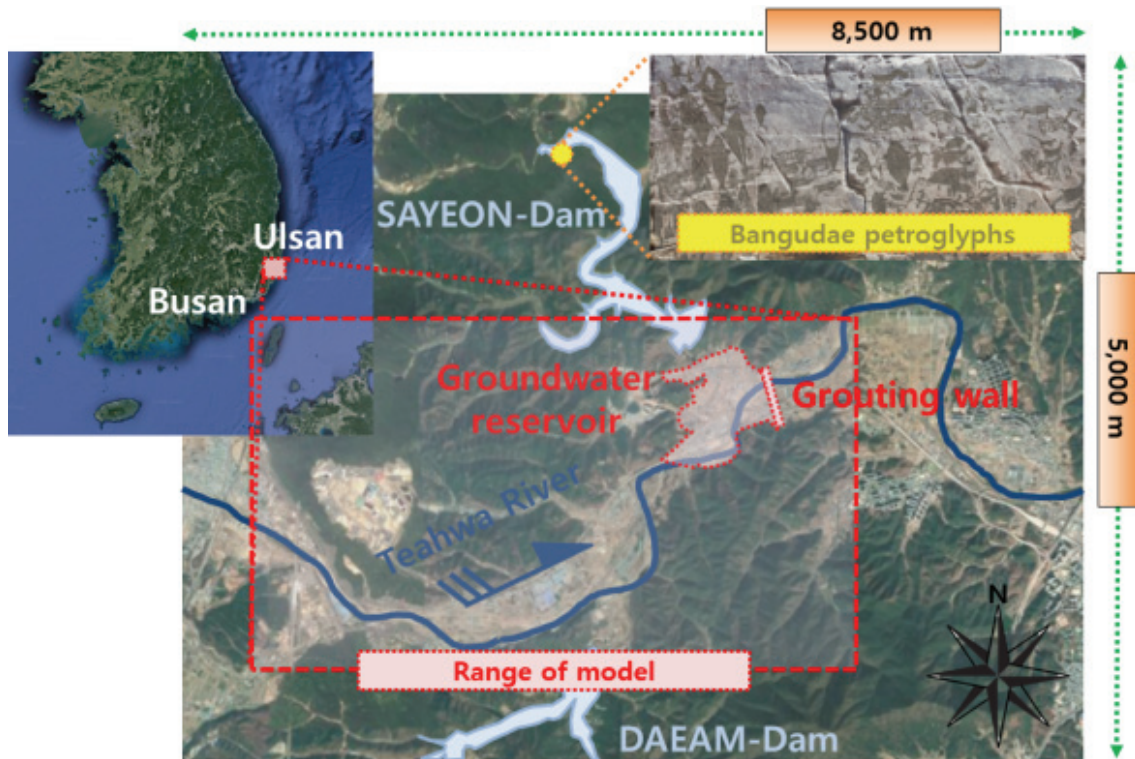 8,500 m
SAYEON-Dam
Bangudae petroglyphs
Ulsan
Busan
5,000 m
Groundwater
reservoir
Grouting wall
Teahwa River
N
Range of model
DAEAM-Dam